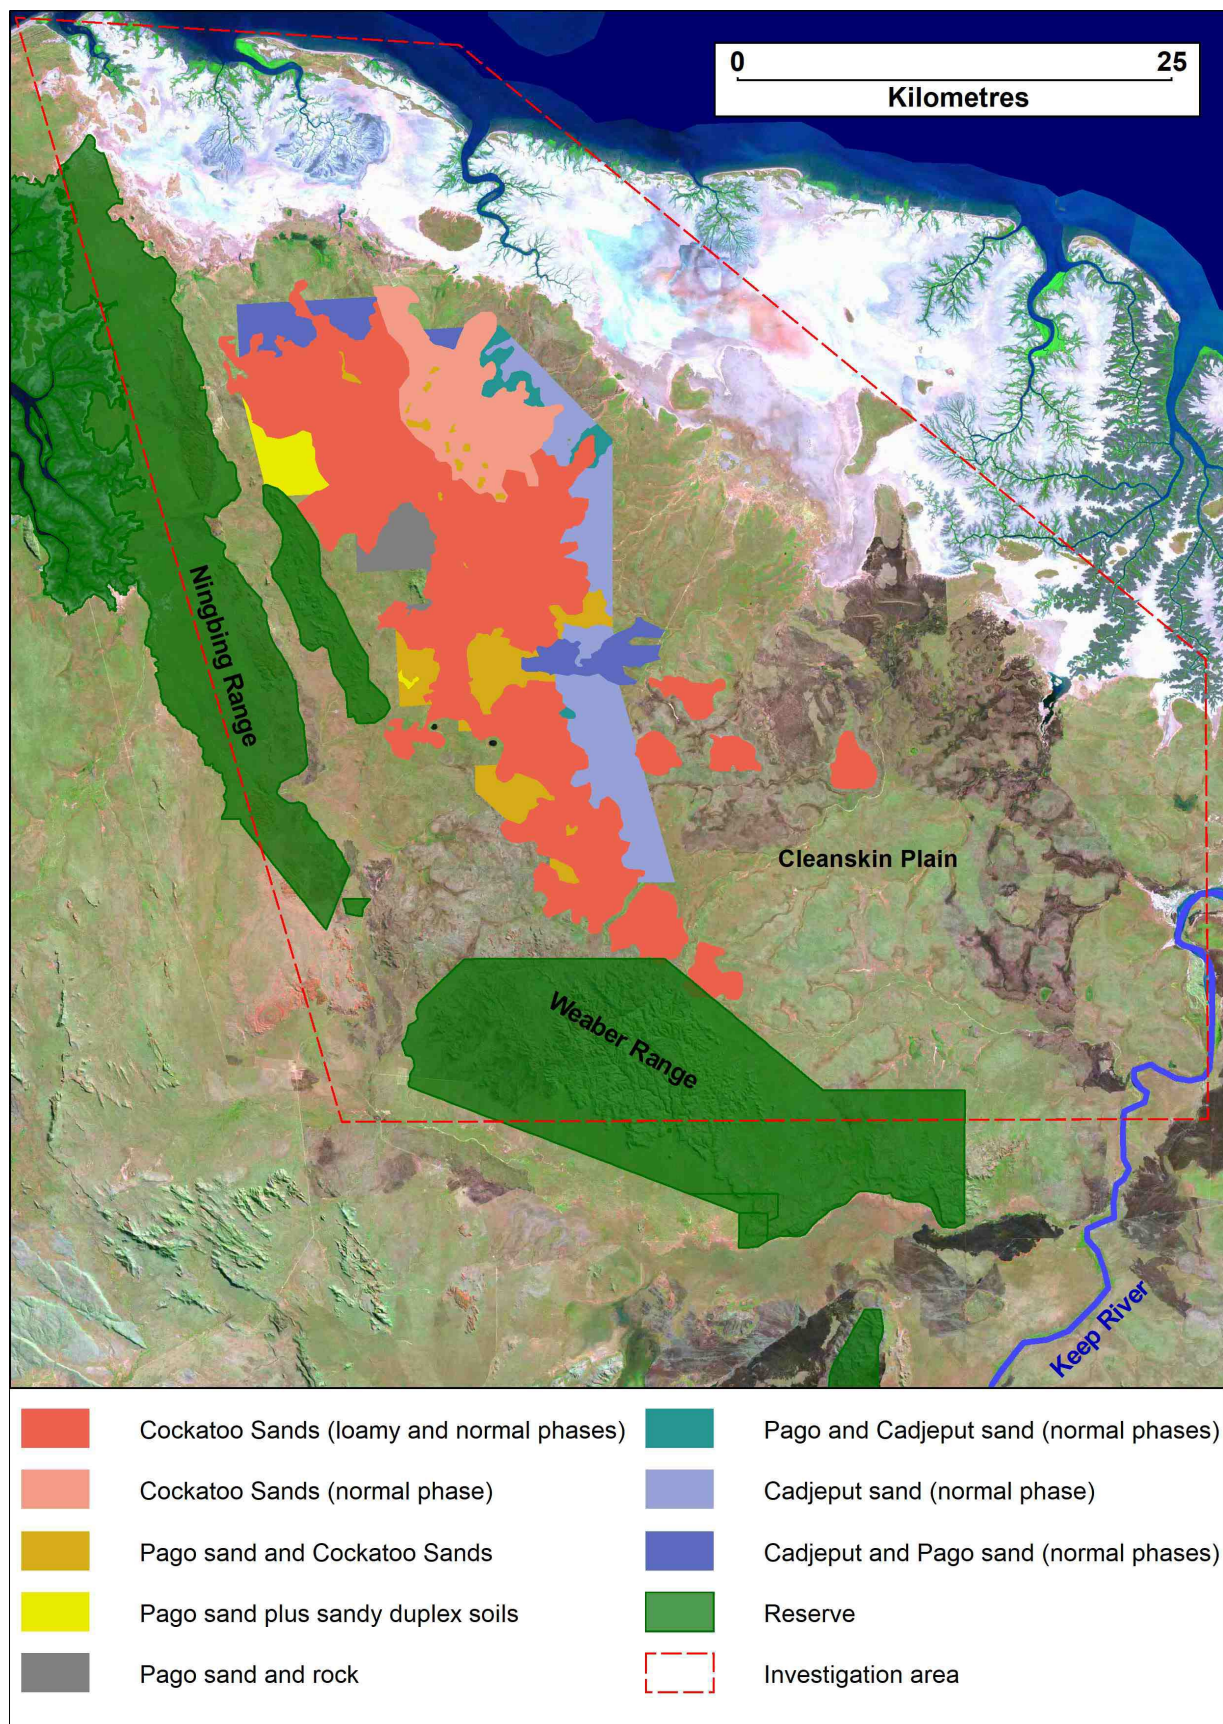 0 25
Kilometres
Ningbing Range
Cleanskin Plain
Weaber Range
Keep River
Cockatoo Sands (loamy and normal phases)
Cockatoo Sands (normal phase)
Pago sand and Cockatoo Sands
Pago sand plus sandy duplex soils
Pago sand and rock
Pago and Cadjeput sand (normal phases)
Cadjeput sand (normal phase)
Cadjeput and Pago sand (normal phases)
Reserve
Investigation area